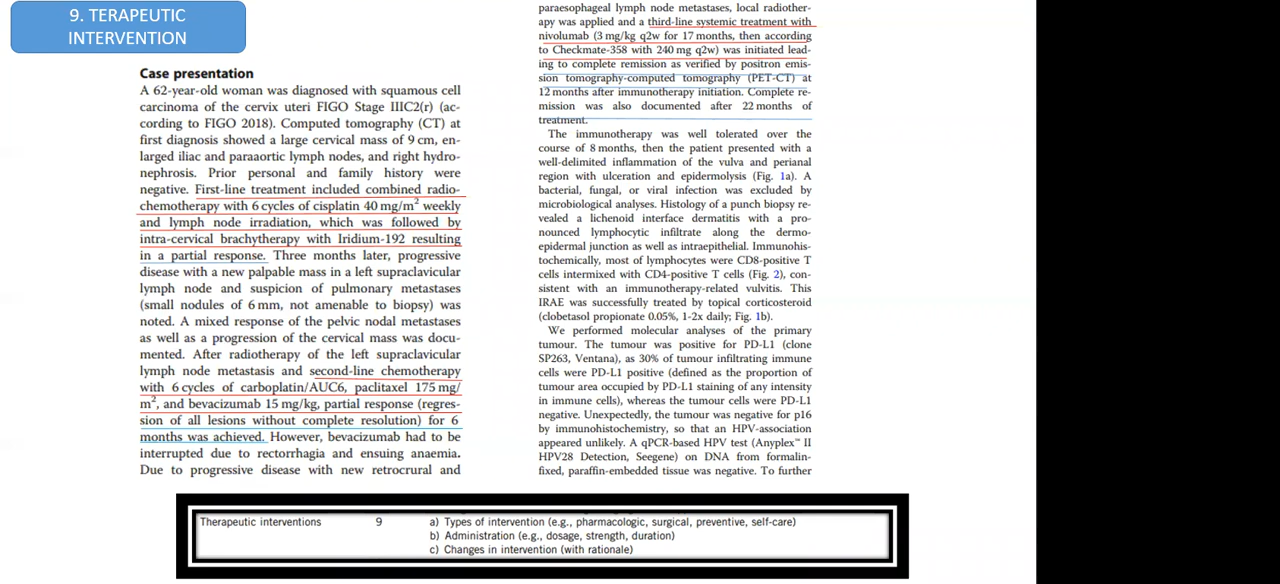 9. TERAPEUTIC
INTERVENTION
Case presentation
A 62-year-old woman was diagnosed with squamous cell
carcinoma of the cervix uteri FIGO Stage IIIC2(r) (ac-
cording to FIGO 2018). Computed tomography (CT) at
first diagnosis showed a large cervical mass of 9 cm, en-
larged iliac and paraaortic lymph nodes, and right hydro-
nephrosis. Prior personal and family history were
negative. First-line treatment included combined radio-
chemotherapy with 6 cycles of cisplatin 40 mg/m² weekly
and lymph node irradiation, which was followed by
intra-cervical brachytherapy with Iridium-192 resulting
in a partial response. Three months later, progressive
disease with a new palpable mass in a left supraclavicular
lymph node and suspicion of pulmonary metastases
(small nodules of 6 mm, not amenable to biopsy) was
noted. A mixed response of the pelvic nodal metastases
as well as a progression of the cervical mass was docu-
mented. After radiotherapy of the left supraclavicular
lymph node metastasis and second-line chemotherapy
with 6 cycles of carboplatin/AUC6, paclitaxel 175 mg/
m², and bevacizumab 15 mg/kg, partial response (regres-
sion of all lesions without complete resolution) for 6
months was achieved. However, bevacizumab had to be
interrupted due to rectorrhagia and ensuing anaemia.
Due to progressive disease with new retrocrural and
paraesophageal lymph node metastases, local radiother-
apy was applied and a third-line systemic treatment with
nivolumab (3 mg/kg q2w for 17 months, then according
to Checkmate-358 with 240 mg q2w) was initiated lead-
ing to complete remission as verified by positron emis-
sion tomography-computed tomography (PET-CT) at
12 months after immunotherapy initiation. Complete re-
mission was also documented after 22 months of
treatment.
The immunotherapy was well tolerated over the
course of 8 months, then the patient presented with a
well-delimited inflammation of the vulva and perianal
region with ulceration and epidermolysis (Fig. 1a). A
bacterial, fungal, or viral infection was excluded by
microbiological analyses. Histology of a punch biopsy re-
vealed a lichenoid interface dermatitis with a pro-
nounced lymphocytic infiltrate along the dermo-
epidermal junction as well as intraepithelial. Immunohis-
tochemically, most of lymphocytes were CD8-positive T
cells intermixed with CD4-positive T cells (Fig. 2), con-
sistent with an immunotherapy-related vulvitis. This
IRAE was successfully treated by topical corticosteroid
(clobetasol propionate 0.05%, 1-2x daily; Fig. 1b).
We performed molecular analyses of the primary
tumour. The tumour was positive for PD-L1 (clone
SP263, Ventana), as 30% of tumour infiltrating immune
cells were PD-L1 positive (defined as the proportion of
tumour area occupied by PD-L1 staining of any intensity
in immune cells), whereas the tumour cells were PD-L1
negative. Unexpectedly, the tumour was negative for p16
by immunohistochemistry, so that an HPV-association
appeared unlikely. A qPCR-based HPV test (Anyplex™ II
HPV28 Detection, Seegene) on DNA from formalin-
fixed, paraffin-embedded tissue was negative. To further
Therapeutic interventions 9 a) Types of intervention (e.g., pharmacologic, surgical, preventive, self-care)
b) Administration (e.g., dosage, strength, duration)
c) Changes in intervention (with rationale)